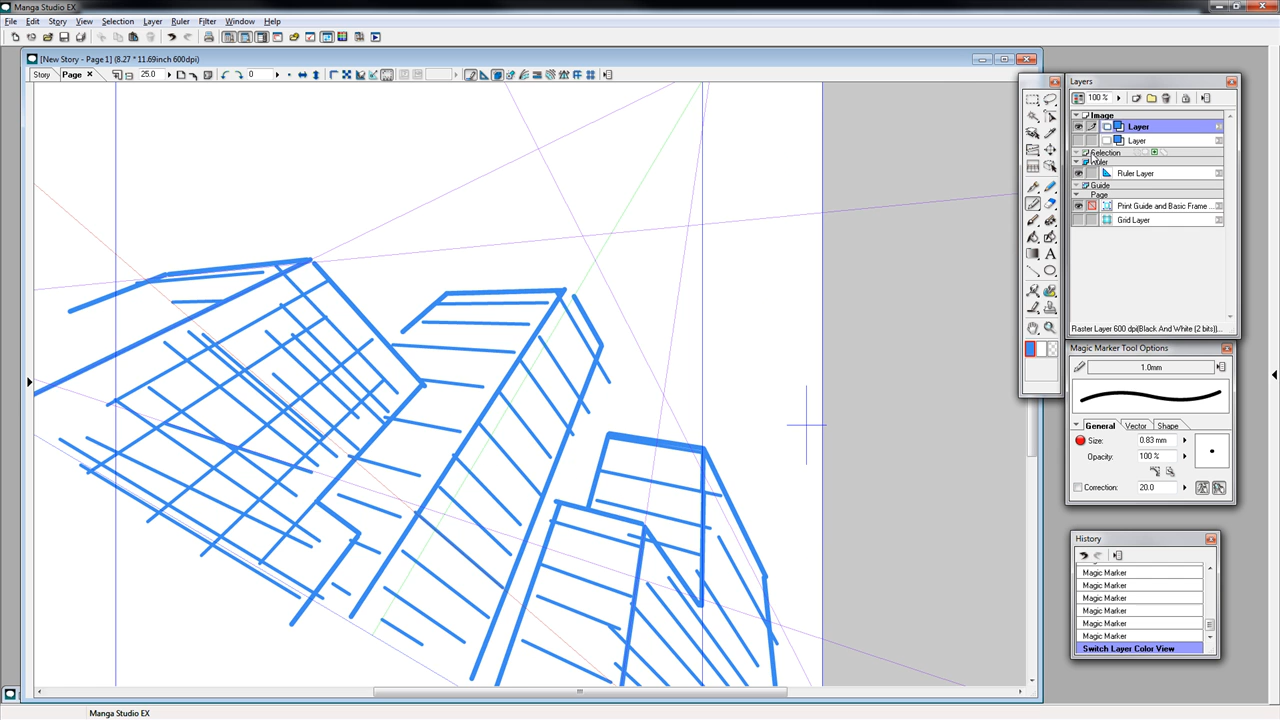 Manga Studio EX
File Edit Story View Selection Layer Ruler Filter Window Help
[New Story - Page 1] (8.27 * 11.69inch 600dpi)
Story Page 25.0 0
Layers
100 %
Image
Layer
Layer
Selection
Ruler Layer
Guide
Page
Print Guide and Basic Frame ...
Grid Layer
Raster Layer 600 dpi(Black And White (2 bits))...
Magic Marker Tool Options
1.0mm
General Vector Shape
Size: 0.83 mm
Opacity: 100 %
Correction: 20.0
History
Magic Marker
Magic Marker
Magic Marker
Magic Marker
Magic Marker
Magic Marker
Switch Layer Color View
Manga Studio EX